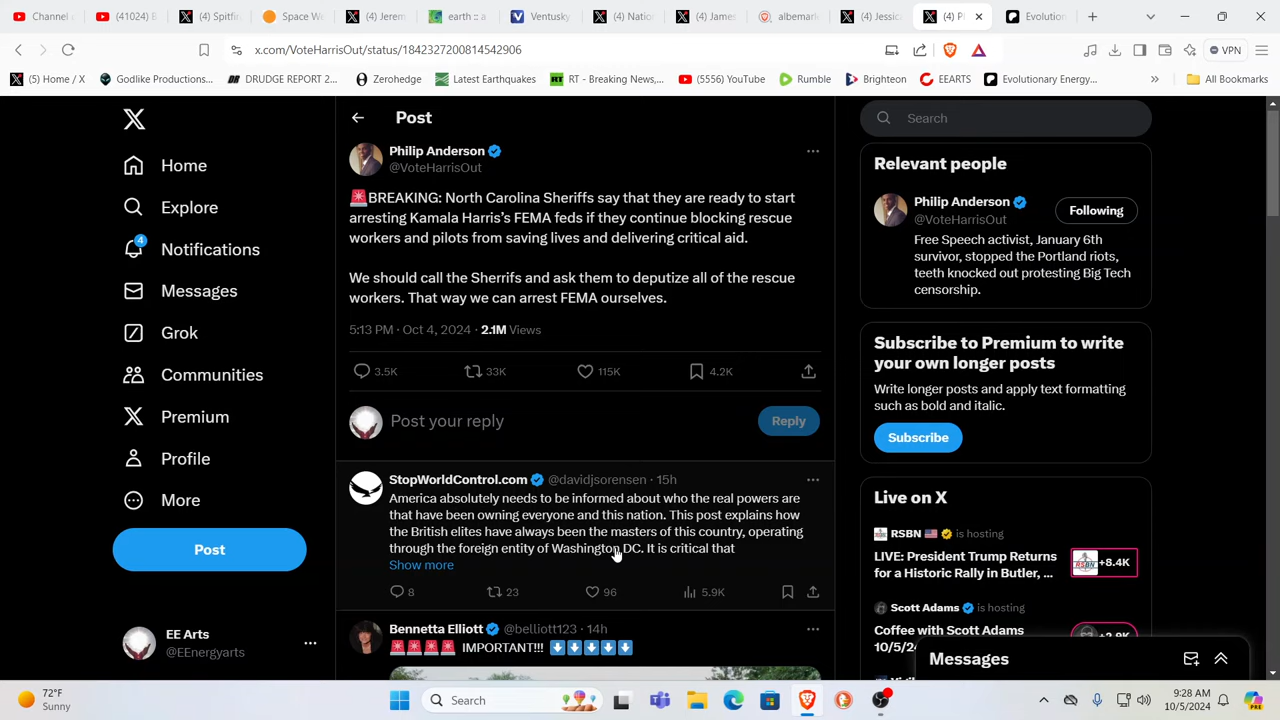 Channel c
(41024) B
(4) Spitfir
Space We
(4) Jerem
earth :: a
Ventusky
(4) Natio
(4) James
albemark
(4) Jessic
(4) P
Evolution
x.com/VoteHarrisOut/status/1842327200814542906
VPN
(5) Home / X
Godlike Productions...
DRUDGE REPORT 2...
Zerohedge
Latest Earthquakes
RT - Breaking News,...
(5556) YouTube
Rumble
Brighteon
EEARTS
Evolutionary Energy...
All Bookmarks
Home
Explore
4
Notifications
Messages
Grok
Communities
Premium
Profile
More
Post
EE Arts
@EEnergyarts
Post
Philip Anderson
@VoteHarrisOut
🚨BREAKING: North Carolina Sheriffs say that they are ready to start
arresting Kamala Harris's FEMA feds if they continue blocking rescue
workers and pilots from saving lives and delivering critical aid.
We should call the Sherrifs and ask them to deputize all of the rescue
workers. That way we can arrest FEMA ourselves.
5:13 PM · Oct 4, 2024 · 2.1M Views
3.5K 33K 115K 4.2K
Post your reply
Reply
StopWorldControl.com @davidjsorensen · 15h
America absolutely needs to be informed about who the real powers are
that have been owning everyone and this nation. This post explains how
the British elites have always been the masters of this country, operating
through the foreign entity of Washington DC. It is critical that
Show more
8 23 96 5.9K
Bennetta Elliott @belliott123 · 14h
🚨🚨🚨🚨 IMPORTANT!!! ⬇️⬇️⬇️⬇️⬇️
Search
Relevant people
Philip Anderson
@VoteHarrisOut
Following
Free Speech activist, January 6th
survivor, stopped the Portland riots,
teeth knocked out protesting Big Tech
censorship.
Subscribe to Premium to write
your own longer posts
Write longer posts and apply text formatting
such as bold and italic.
Subscribe
Live on X
RSBN 🇺🇸 is hosting
LIVE: President Trump Returns
for a Historic Rally in Butler, ...
RSBN +8.4K
Scott Adams is hosting
Coffee with Scott Adams
10/5/24
+2.9K
Messages
72°F
Sunny
Search
9:28 AM
10/5/2024